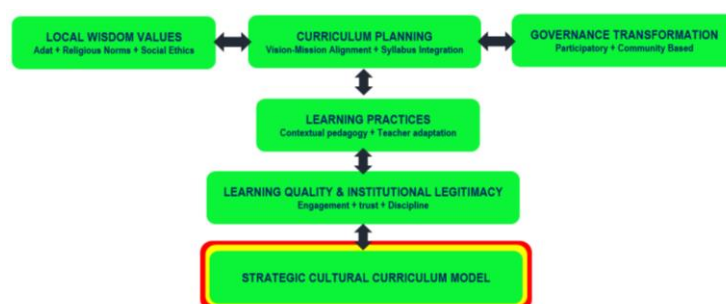 LOCAL WISDOM VALUES
Adat + Religious Norms + Social Ethics
CURRICULUM PLANNING
Vision-Mission Alignment + Syllabus Integration
GOVERNANCE TRANSFORMATION
Participatory + Community Based
LEARNING PRACTICES
Contextual pedagogy + Teacher adaptation
LEARNING QUALITY & INSTITUTIONAL LEGITIMACY
Engagement + trust + Discipline
STRATEGIC CULTURAL CURRICULUM MODEL